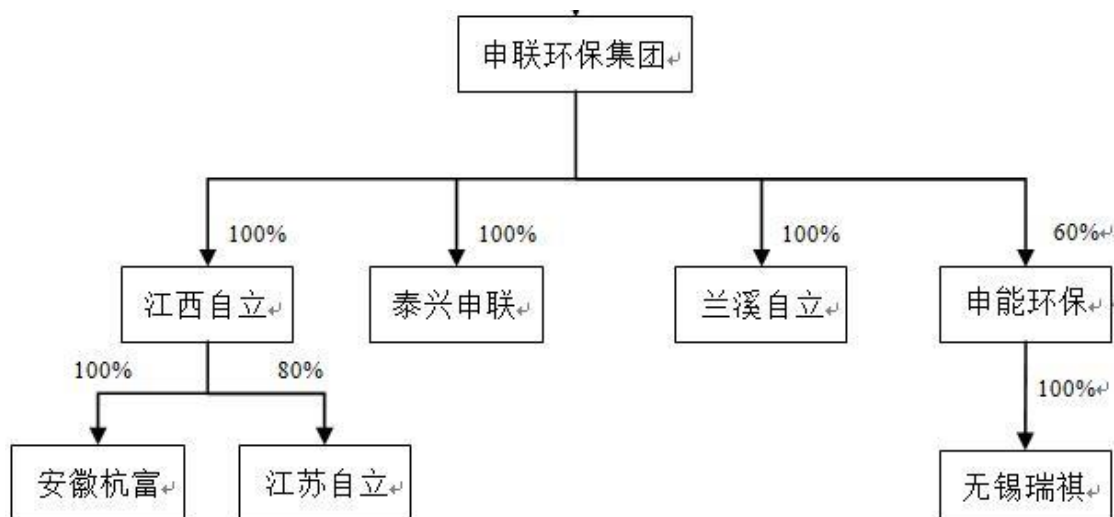 申联环保集团
100%
100%
100%
60%
江西自立
泰兴申联
兰溪自立
申能环保
100%
80%
100%
安徽杭富
江苏自立
无锡瑞祺